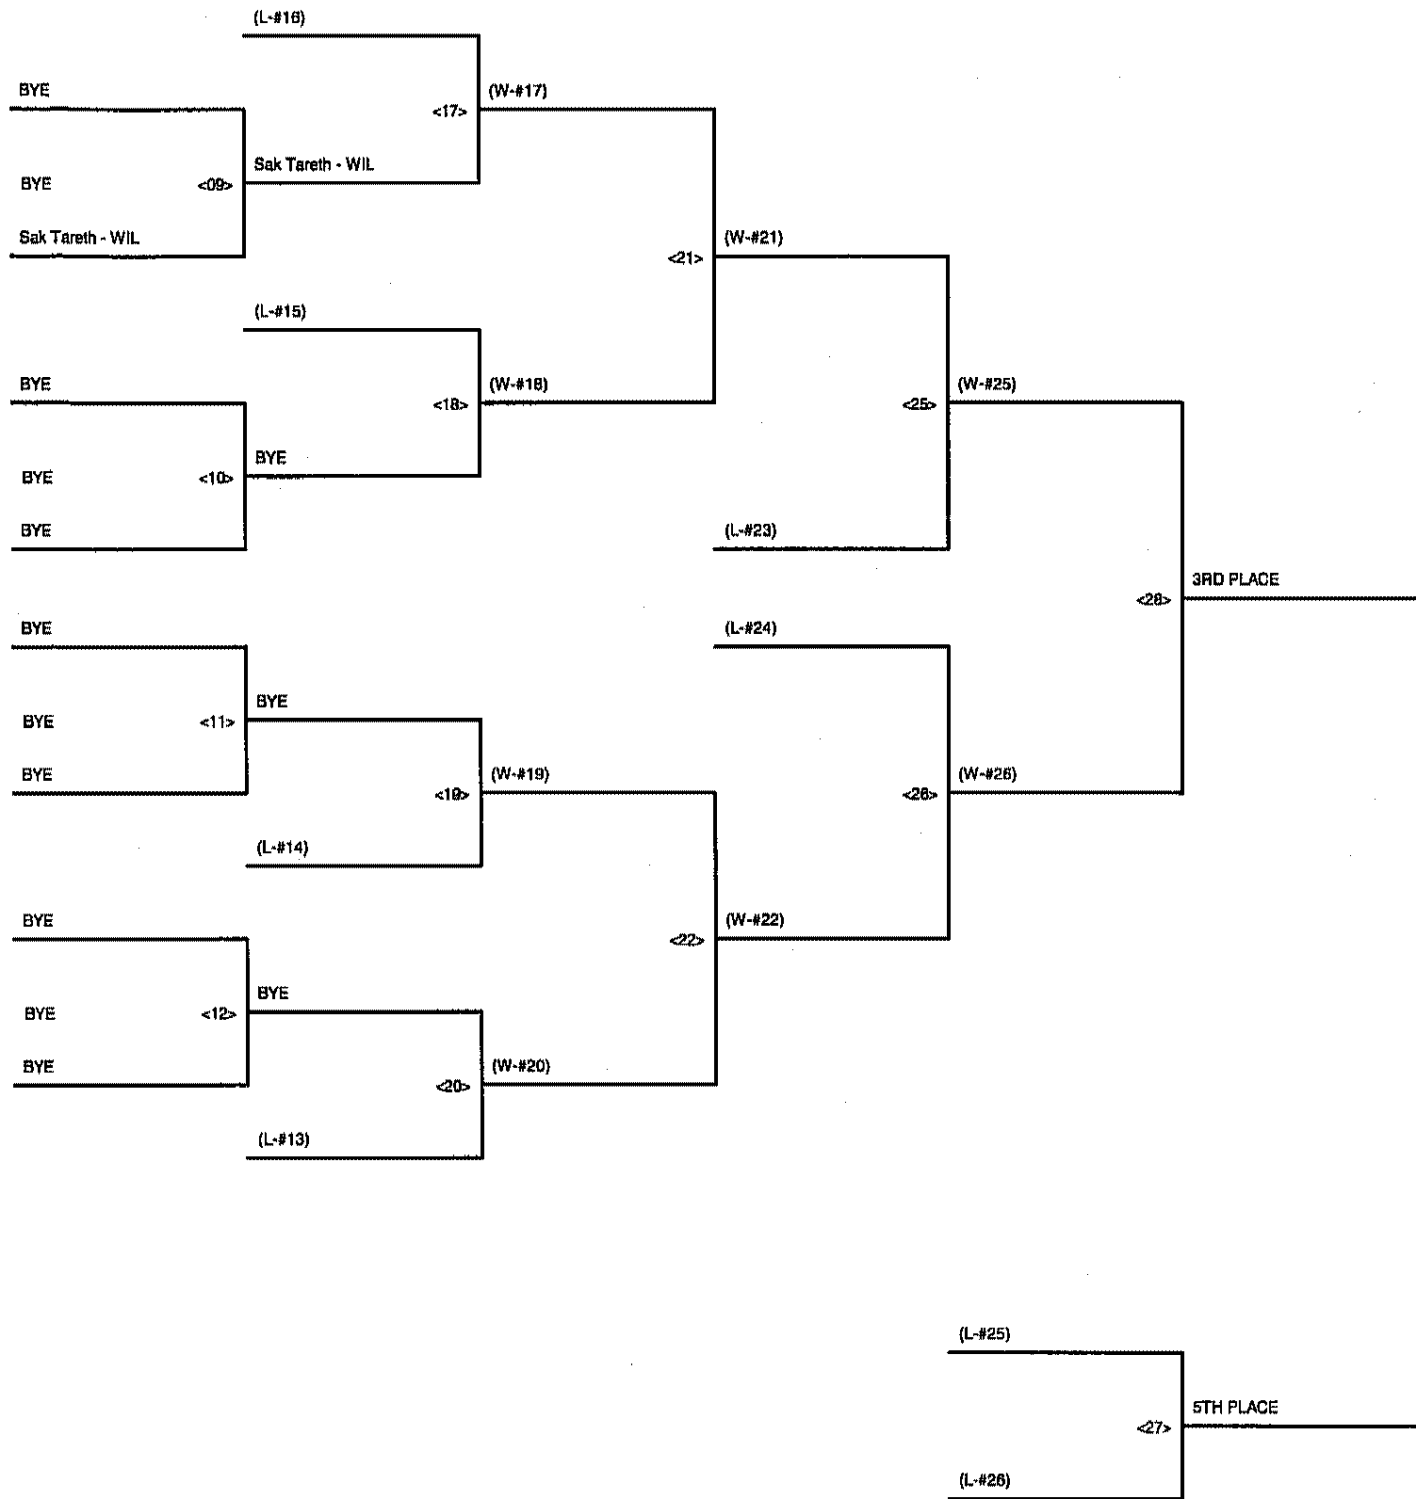 (L-#16)
BYE
(W-#17)
<17>
Sak Tareth - WIL
BYE
<09>
Sak Tareth - WIL
(W-#21)
<21>
(L-#15)
BYE
(W-#18)
(W-#25)
<18>
<25>
BYE
BYE
<10>
BYE
(L-#23)
3RD PLACE
<28>
BYE
(L-#24)
BYE
BYE
<11>
BYE
(W-#19)
(W-#26)
<19>
<26>
(L-#14)
BYE
(W-#22)
<22>
BYE
BYE
<12>
BYE
(W-#20)
<20>
(L-#13)
(L-#25)
5TH PLACE
<27>
(L-#26)